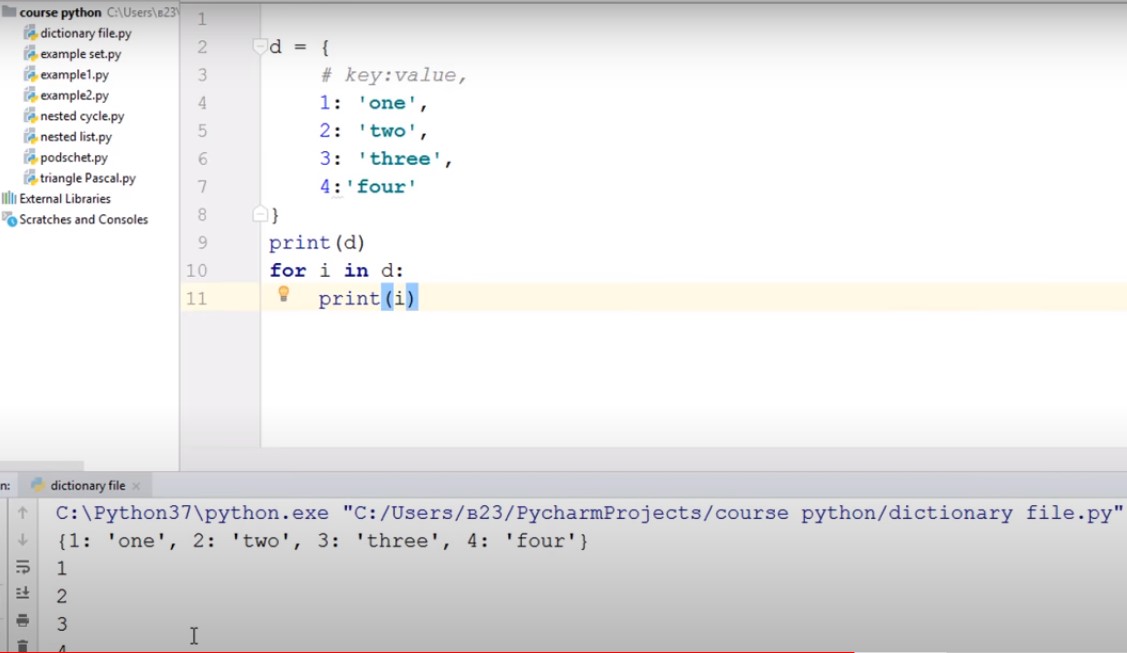 course python C:\Users\в23\
dictionary file.py
example set.py
example1.py
example2.py
nested cycle.py
nested list.py
podschet.py
triangle Pascal.py
External Libraries
Scratches and Consoles
1
2 d = {
3 # key:value,
4 1: 'one',
5 2: 'two',
6 3: 'three',
7 4:'four'
8 }
9 print(d)
10 for i in d:
11 print(i)
n: dictionary file ×
C:\Python37\python.exe "C:/Users/в23/PycharmProjects/course python/dictionary file.py"
{1: 'one', 2: 'two', 3: 'three', 4: 'four'}
1
2
3
4